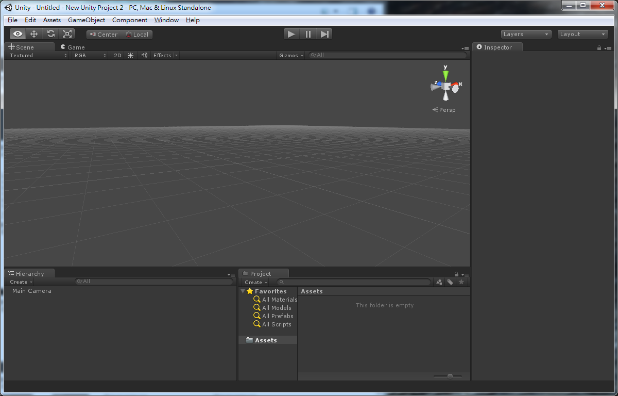 Unity - Untitled - New Unity Project 2 - PC, Mac & Linux Standalone
File Edit Assets GameObject Component Window Help
Center Local Layers Layout
Scene Game Inspector
Textured RGB 2D Effects Gizmos All
y
x
Persp
Hierarchy
Create All
Main Camera
Project
Create
Favorites
All Materials
All Models
All Prefabs
All Scripts
Assets
Assets
This folder is empty